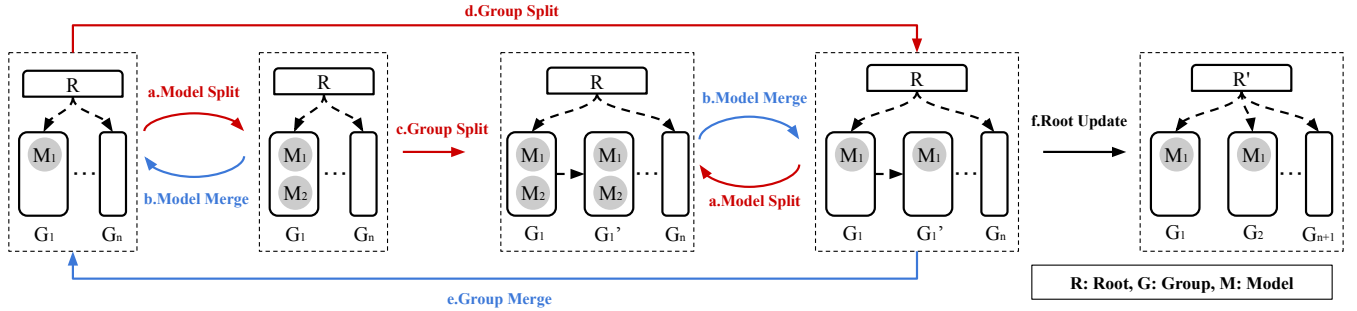 d.Group Split
R
R
R
R
R'
a.Model Split
b.Model Merge
c.Group Split
b.Model Merge
a.Model Split
f.Root Update
M1
...
M1
M2
...
M1
M2
M1
M2
...
M1
M1
...
M1
M1
...
G1 Gn
G1 Gn
G1 G1’ Gn
G1 G1’ Gn
G1 G2 Gn+1
e.Group Merge
R: Root, G: Group, M: Model